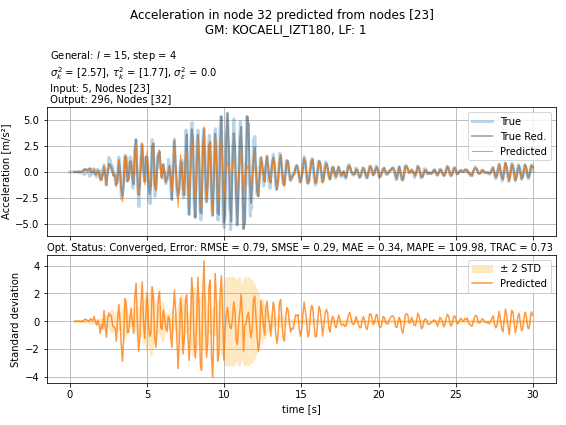 Acceleration in node 32 predicted from nodes [23]
GM: KOCAELI_IZT180, LF: 1
General: l = 15, step = 4
σ²ₖ = [2.57], τ²ₖ = [1.77], σ²ε = 0.0
Input: 5, Nodes [23]
Output: 296, Nodes [32]
Acceleration [m/s²]
5.0
2.5
0.0
−2.5
−5.0
True
True Red.
Predicted
Opt. Status: Converged, Error: RMSE = 0.79, SMSE = 0.29, MAE = 0.34, MAPE = 109.98, TRAC = 0.73
Standard deviation
4
2
0
−2
−4
± 2 STD
Predicted
0 5 10 15 20 25 30
time [s]